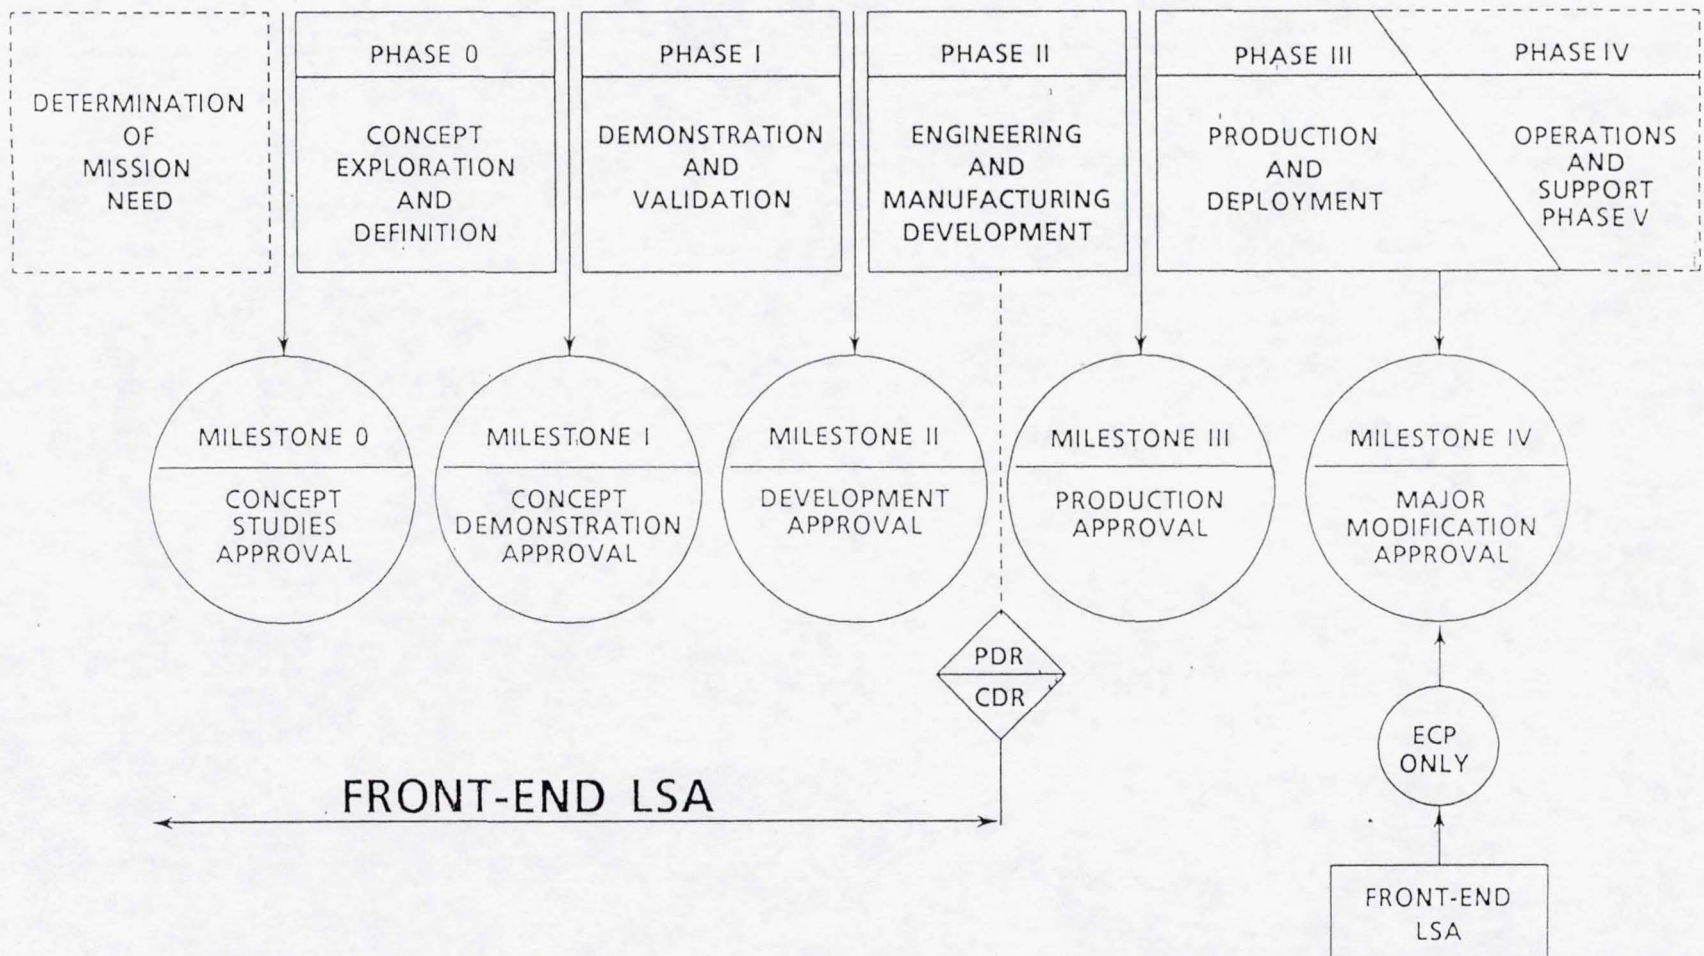 DETERMINATION
OF
MISSION
NEED
PHASE 0
CONCEPT
EXPLORATION
AND
DEFINITION
PHASE I
DEMONSTRATION
AND
VALIDATION
PHASE II
ENGINEERING
AND
MANUFACTURING
DEVELOPMENT
PHASE III
PRODUCTION
AND
DEPLOYMENT
PHASE IV
OPERATIONS
AND
SUPPORT
PHASE V
MILESTONE 0
CONCEPT
STUDIES
APPROVAL
MILESTONE I
CONCEPT
DEMONSTRATION
APPROVAL
MILESTONE II
DEVELOPMENT
APPROVAL
MILESTONE III
PRODUCTION
APPROVAL
MILESTONE IV
MAJOR
MODIFICATION
APPROVAL
PDR
CDR
ECP
ONLY
FRONT-END LSA
FRONT-END
LSA